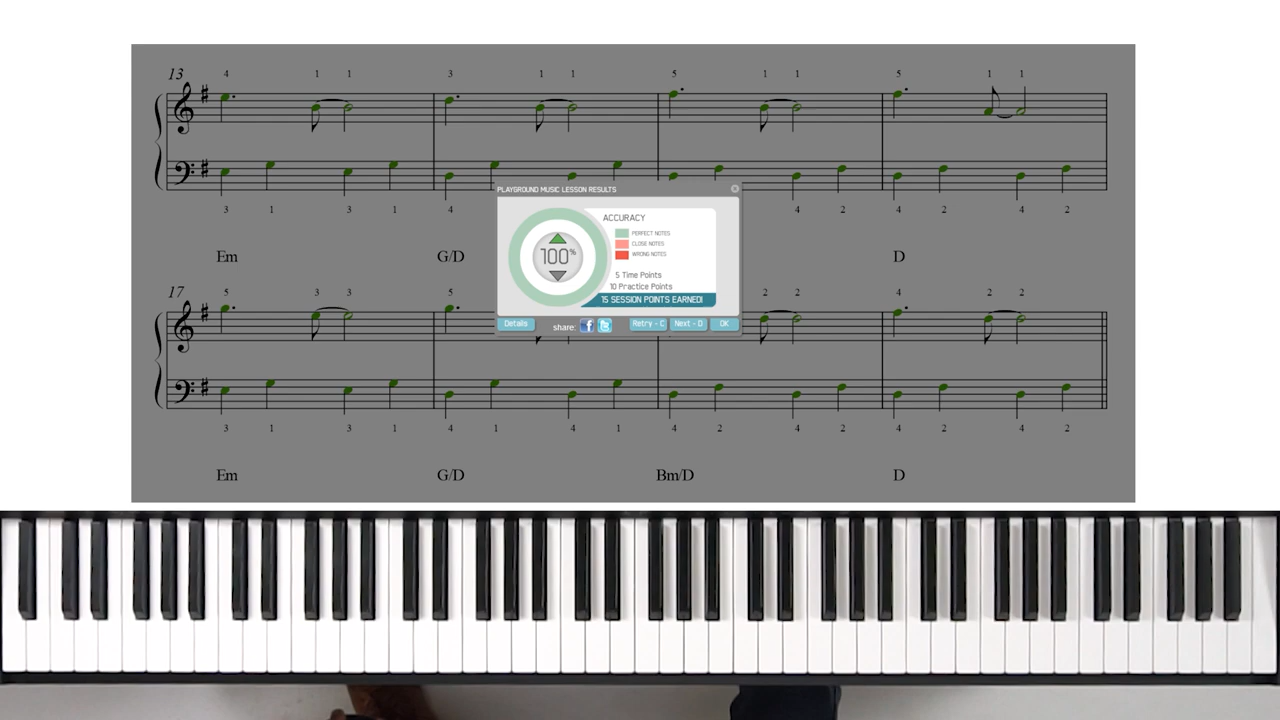 13 4 1 1 3 1 1 5 1 1 5 1 1
3 1 3 1 4 4 2 4 2 4 2
Em G/D D
PLAYGROUND MUSIC LESSON RESULTS
ACCURACY
PERFECT NOTES
CLOSE NOTES
WRONG NOTES
100%
5 Time Points
10 Practice Points
15 SESSION POINTS EARNED!
Details share: f Retry - C Next - D OK
17 5 3 3 5 2 2 4 2 2
3 1 3 1 4 1 4 1 4 2 4 2 4 2 4 2
Em G/D Bm/D D